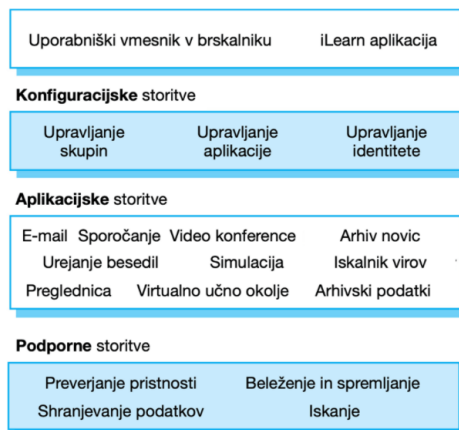 Uporabniški vmesnik v brskalniku iLearn aplikacija
Konfiguracijske storitve
Upravljanje skupin Upravljanje aplikacije Upravljanje identitete
Aplikacijske storitve
E-mail Sporočanje Video konference Arhiv novic
Urejanje besedil Simulacija Iskalnik virov
Preglednica Virtualno učno okolje Arhivski podatki
Podporne storitve
Preverjanje pristnosti Beleženje in spremljanje
Shranjevanje podatkov Iskanje